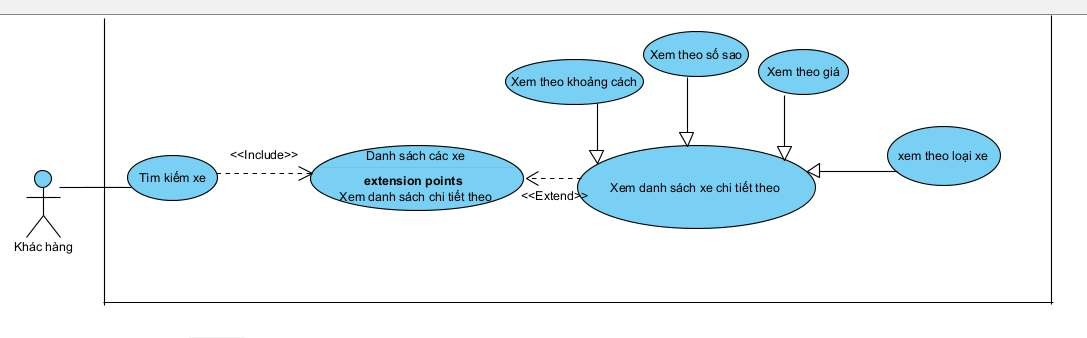 Xem theo số sao
Xem theo khoảng cách
Xem theo giá
<<Include>>
Danh sách các xe
xem theo loại xe
Tìm kiếm xe
extension points
Xem danh sách chi tiết theo
<<Extend>>
Xem danh sách xe chi tiết theo
Khác hàng